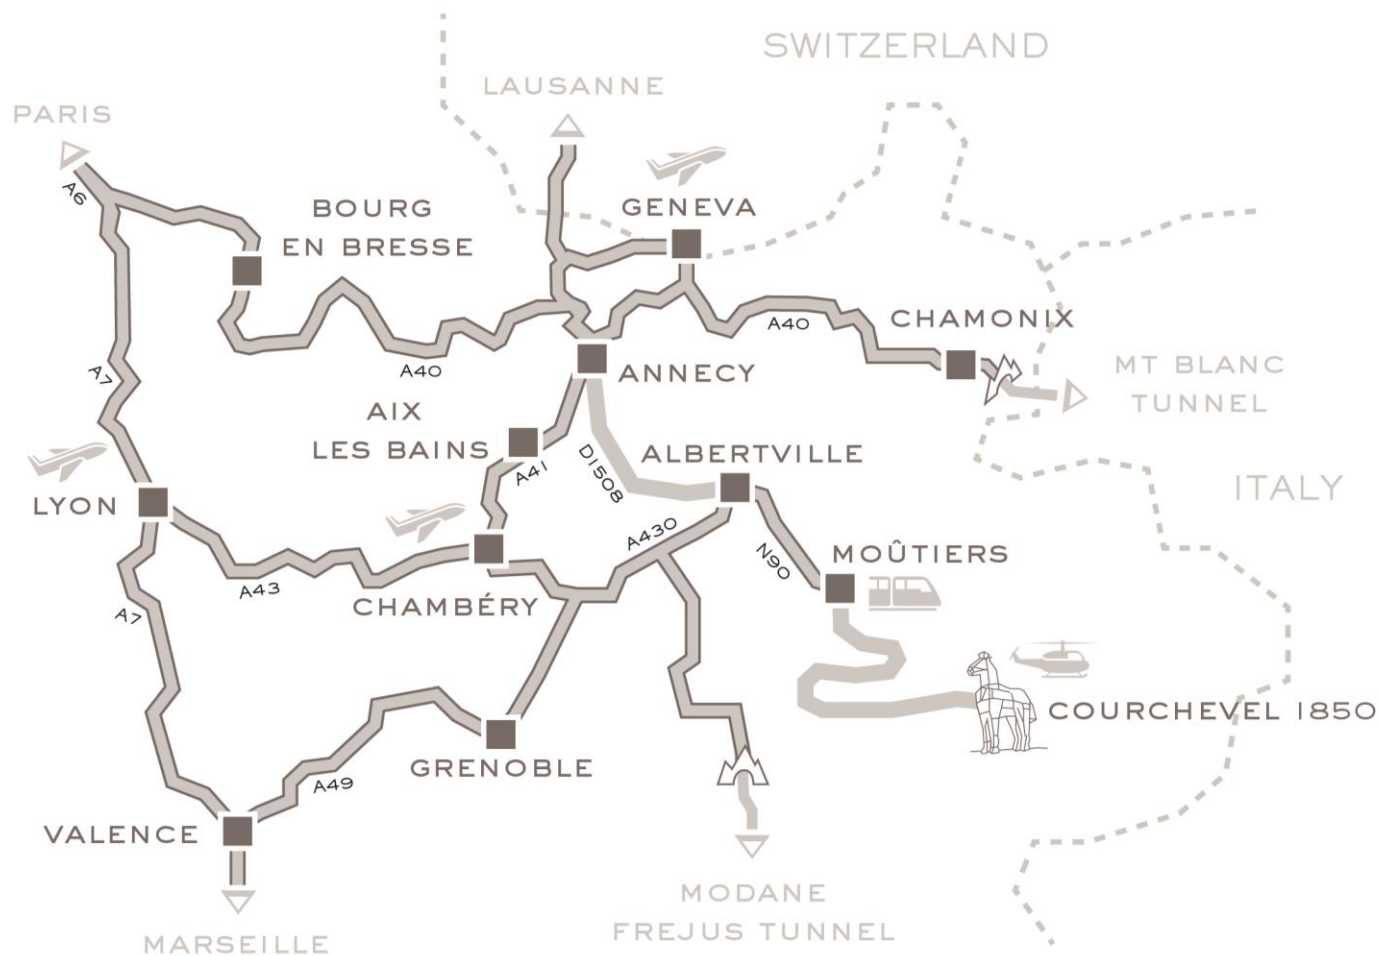 SWITZERLAND
LAUSANNE
PARIS
A6
BOURG
EN BRESSE
GENEVA
CHAMONIX
A40
A40
MT BLANC
TUNNEL
A7
ANNECY
AIX
LES BAINS
A41
D1508
ALBERTVILLE
ITALY
LYON
A430
N90
MOÛTIERS
A43
CHAMBÉRY
A7
COURCHEVEL 1850
GRENOBLE
A49
VALENCE
MODANE
FREJUS TUNNEL
MARSEILLE